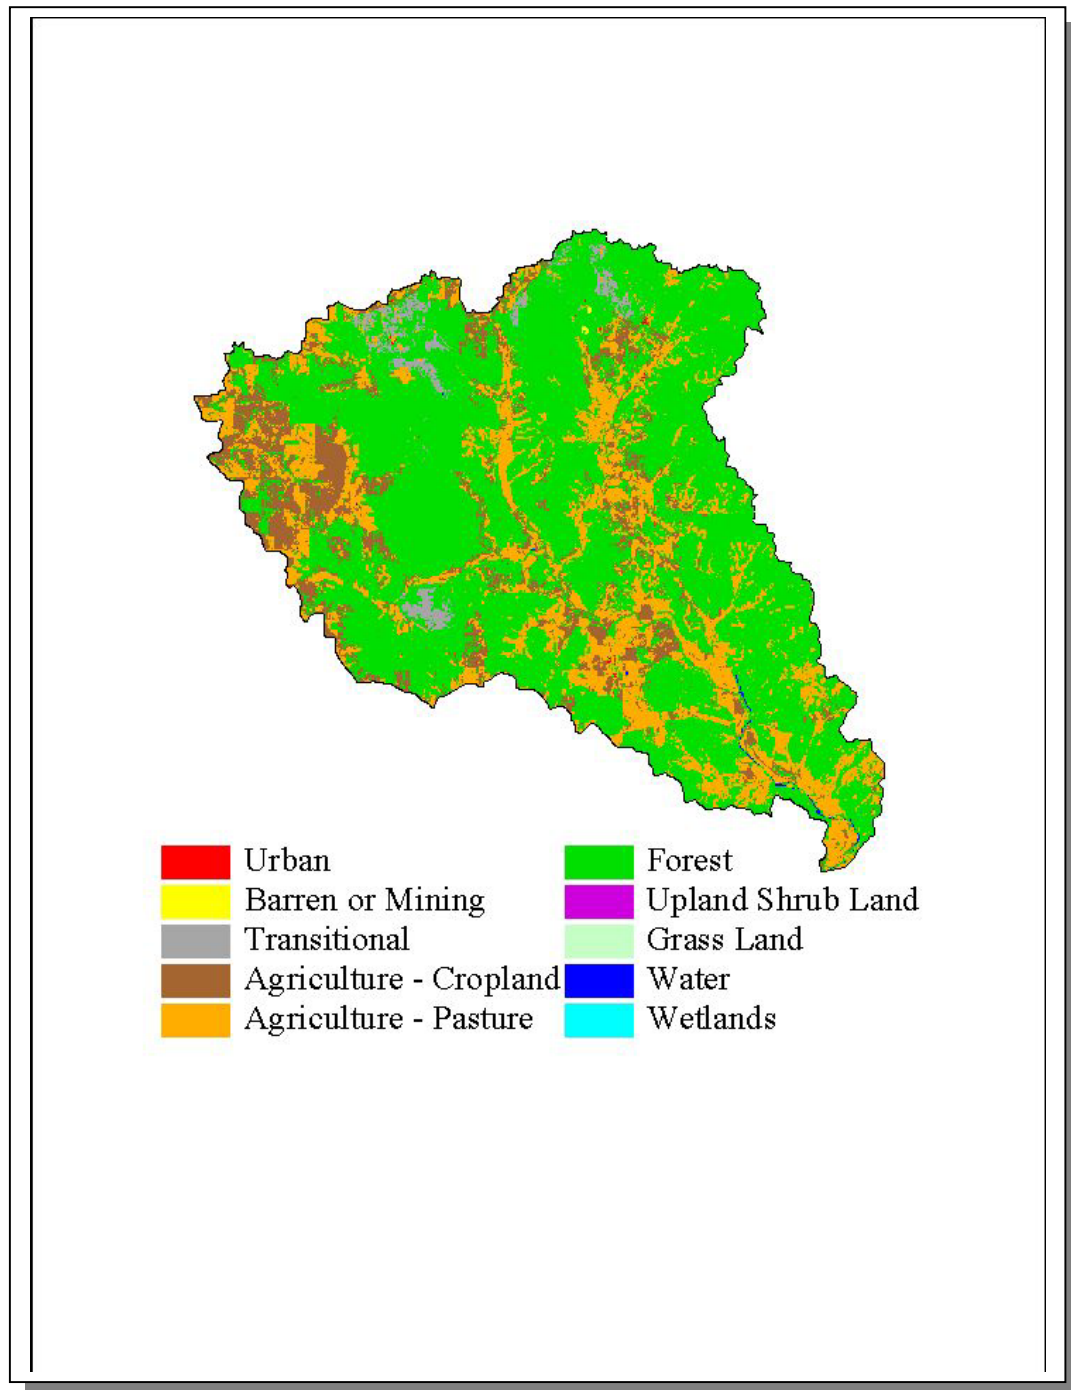 Urban
Barren or Mining
Transitional
Agriculture - Cropland
Agriculture - Pasture
Forest
Upland Shrub Land
Grass Land
Water
Wetlands